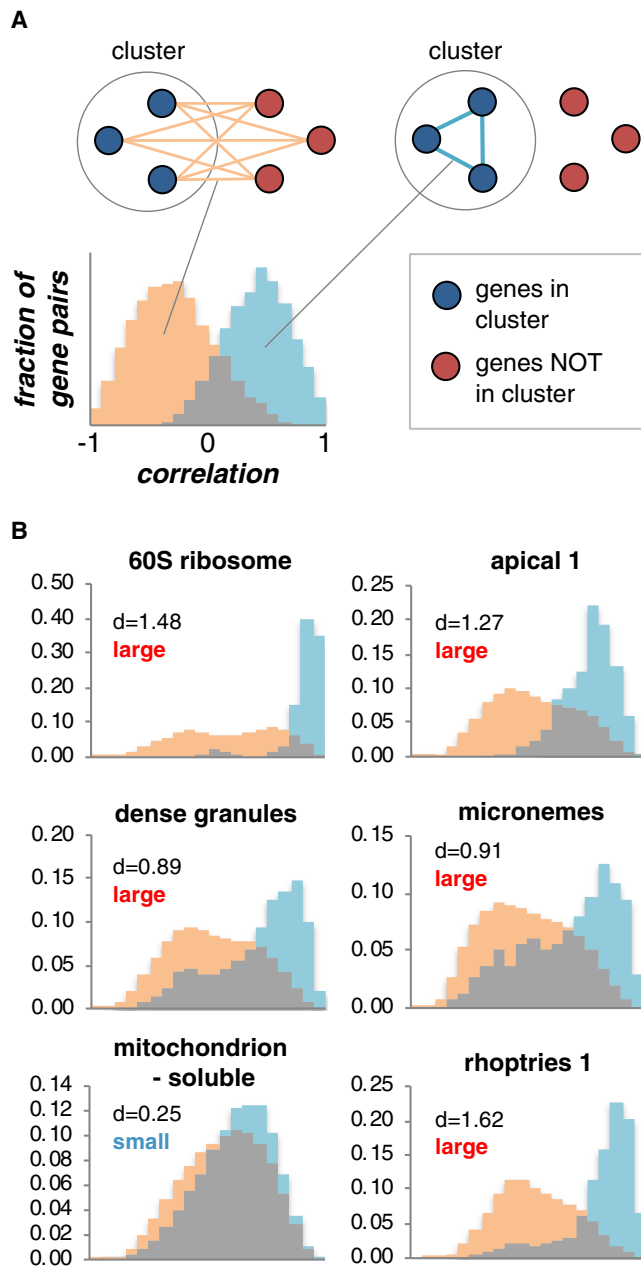 A
cluster
cluster
fraction of
gene pairs
-1
0
1
correlation
genes in
cluster
genes NOT
in cluster
B
60S ribosome
0.50
0.40
0.30
0.20
0.10
0.00
d=1.48
large
apical 1
0.25
0.20
0.15
0.10
0.05
0.00
d=1.27
large
dense granules
0.20
0.15
0.10
0.05
0.00
d=0.89
large
micronemes
0.15
0.10
0.05
0.00
d=0.91
large
mitochondrion
- soluble
0.14
0.12
0.10
0.08
0.06
0.04
0.02
0.00
d=0.25
small
rhoptries 1
0.25
0.20
0.15
0.10
0.05
0.00
d=1.62
large